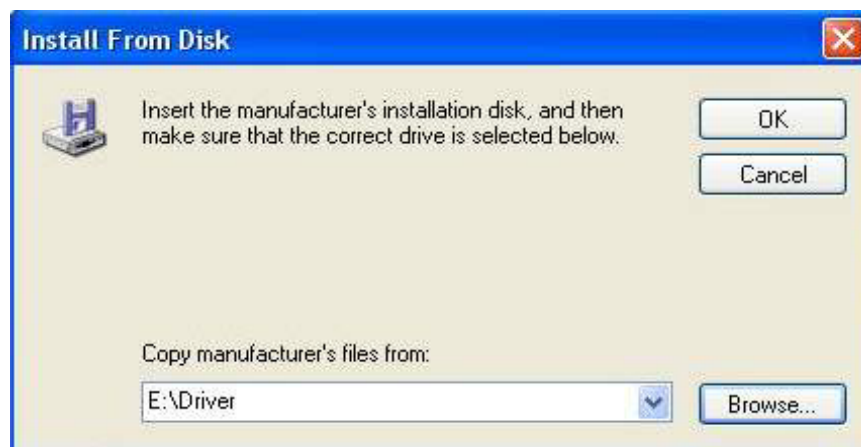 Install From Disk
Insert the manufacturer's installation disk, and then
make sure that the correct drive is selected below.
OK
Cancel
Copy manufacturer's files from:
E:\Driver
Browse...